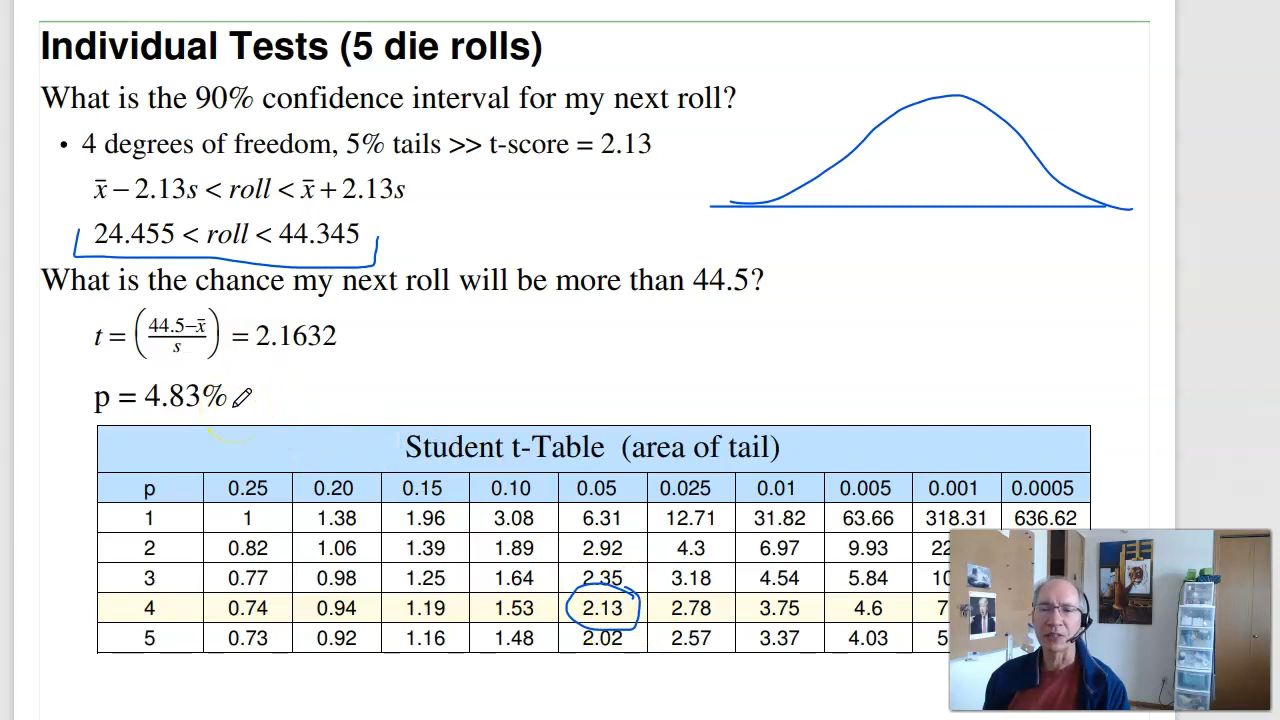 Individual Tests (5 die rolls)
What is the 90% confidence interval for my next roll?
• 4 degrees of freedom, 5% tails >> t-score = 2.13
x̄ − 2.13s < roll < x̄ + 2.13s
24.455 < roll < 44.345
What is the chance my next roll will be more than 44.5?
t = (44.5−x̄ / s) = 2.1632
p = 4.83%
Student t-Table (area of tail)
p 0.25 0.20 0.15 0.10 0.05 0.025 0.01 0.005 0.001 0.0005
1 1 1.38 1.96 3.08 6.31 12.71 31.82 63.66 318.31 636.62
2 0.82 1.06 1.39 1.89 2.92 4.3 6.97 9.93 22
3 0.77 0.98 1.25 1.64 2.35 3.18 4.54 5.84 10
4 0.74 0.94 1.19 1.53 2.13 2.78 3.75 4.6 7
5 0.73 0.92 1.16 1.48 2.02 2.57 3.37 4.03 5